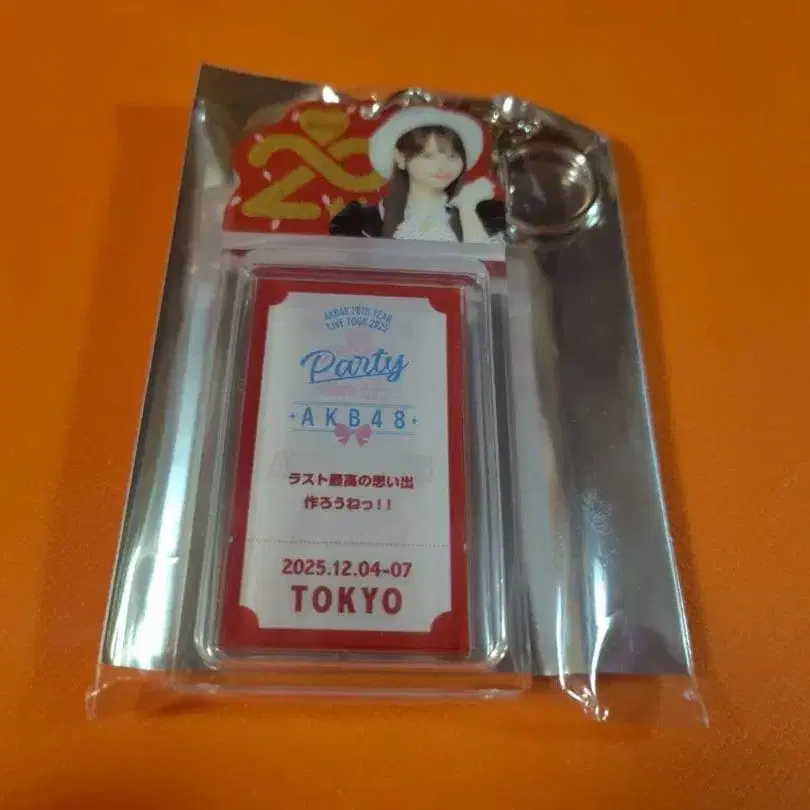 20
AKB48 20TH YEAR
LIVE TOUR 2025
Party
+AKB48+
ラスト最高の思い出
作ろうねっ!!
2025.12.04-07
TOKYO